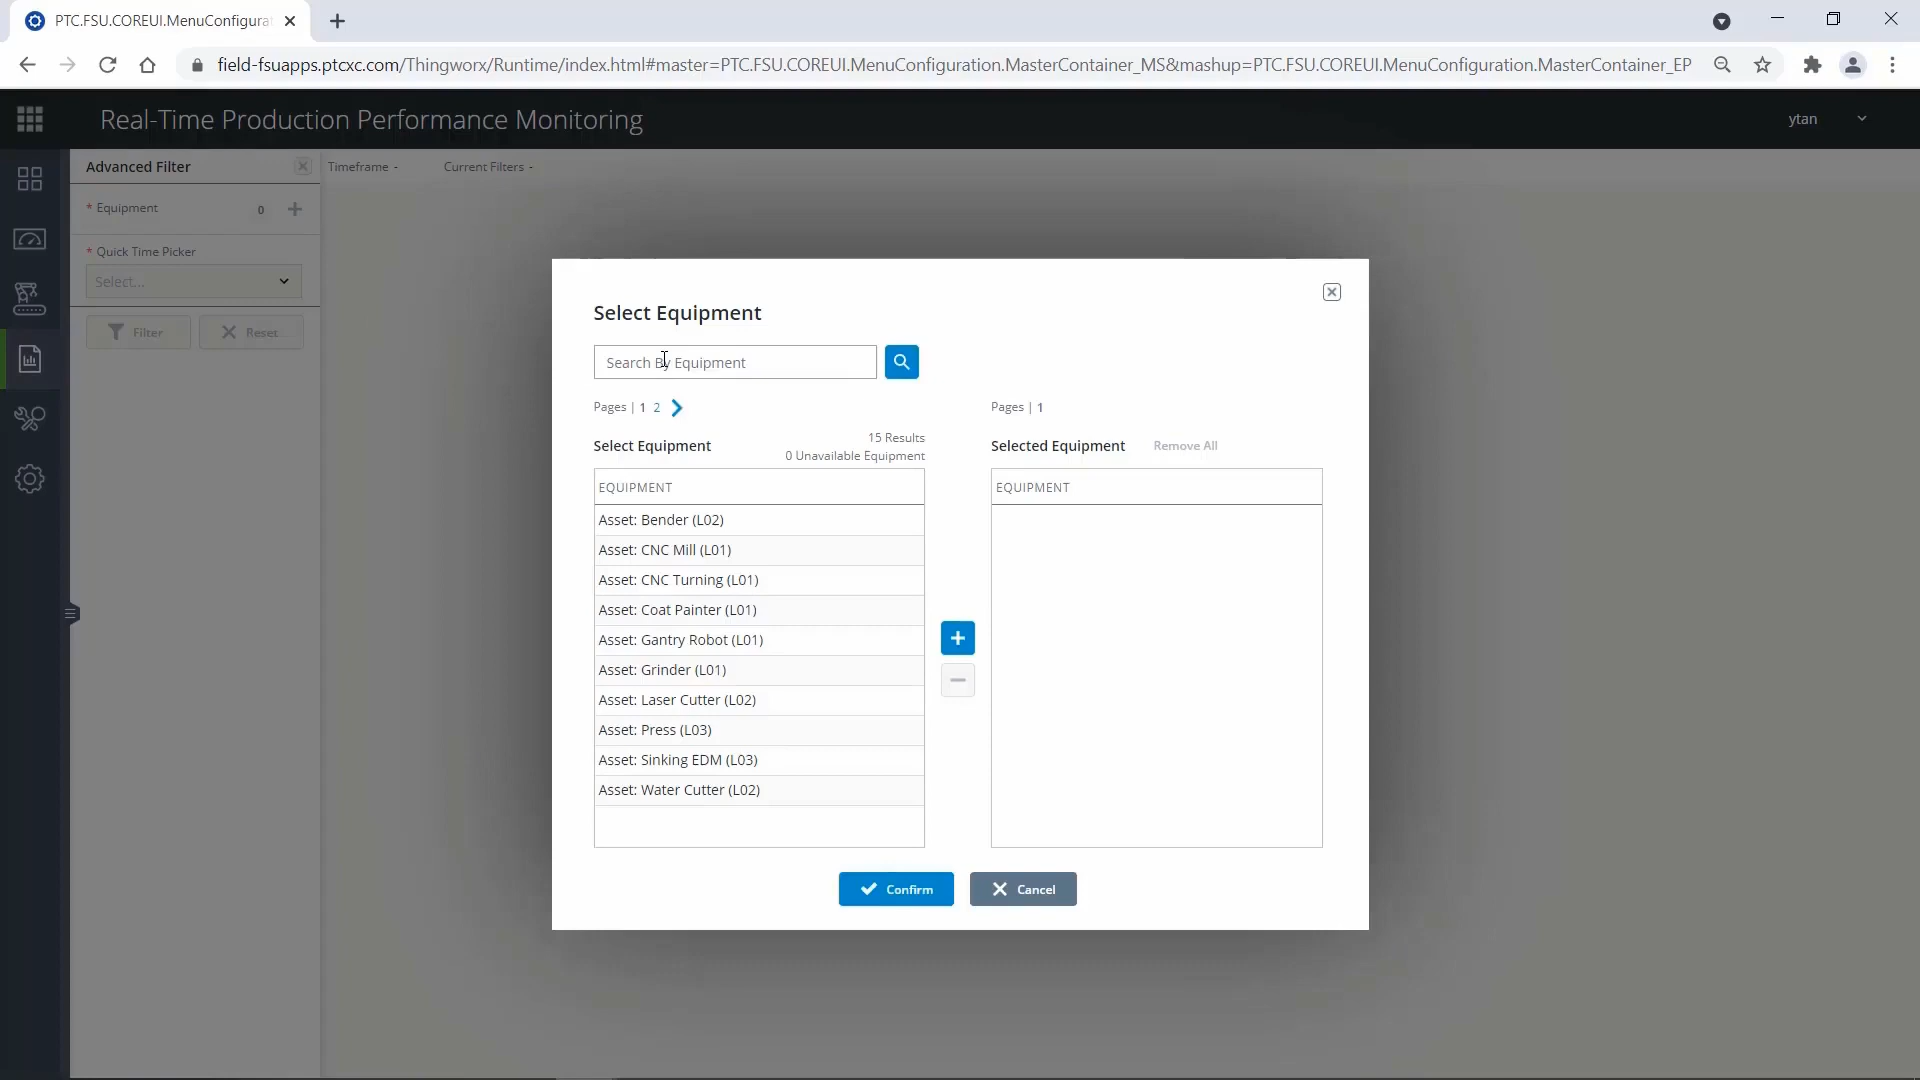 PTC.FSU.COREUI.MenuConfigurat
field-fsuapps.ptcxc.com/Thingworx/Runtime/index.html#master=PTC.FSU.COREUI.MenuConfiguration.MasterContainer_MS&mashup=PTC.FSU.COREUI.MenuConfiguration.MasterContainer_EP
Real-Time Production Performance Monitoring
ytan
Advanced Filter
Timeframe -
Current Filters -
* Equipment 0
* Quick Time Picker
Select...
Filter
Reset
Select Equipment
Search By Equipment
Pages | 1 2
Pages | 1
Select Equipment
15 Results
0 Unavailable Equipment
Selected Equipment
Remove All
EQUIPMENT
EQUIPMENT
Asset: Bender (L02)
Asset: CNC Mill (L01)
Asset: CNC Turning (L01)
Asset: Coat Painter (L01)
Asset: Gantry Robot (L01)
Asset: Grinder (L01)
Asset: Laser Cutter (L02)
Asset: Press (L03)
Asset: Sinking EDM (L03)
Asset: Water Cutter (L02)
Confirm
Cancel